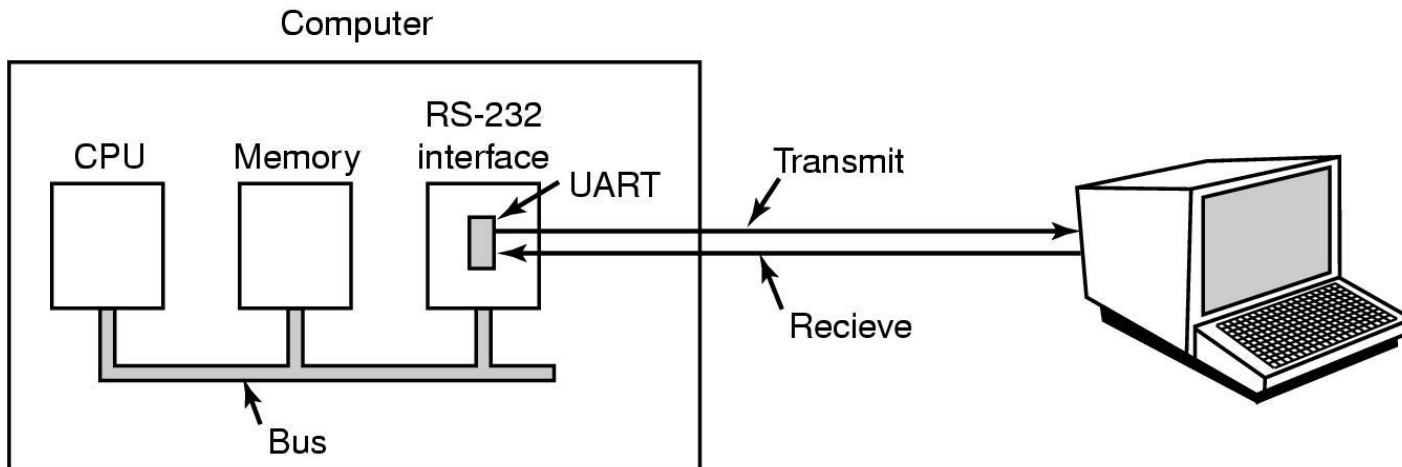 Computer
CPU
Memory
RS-232
interface
UART
Transmit
Recieve
Bus